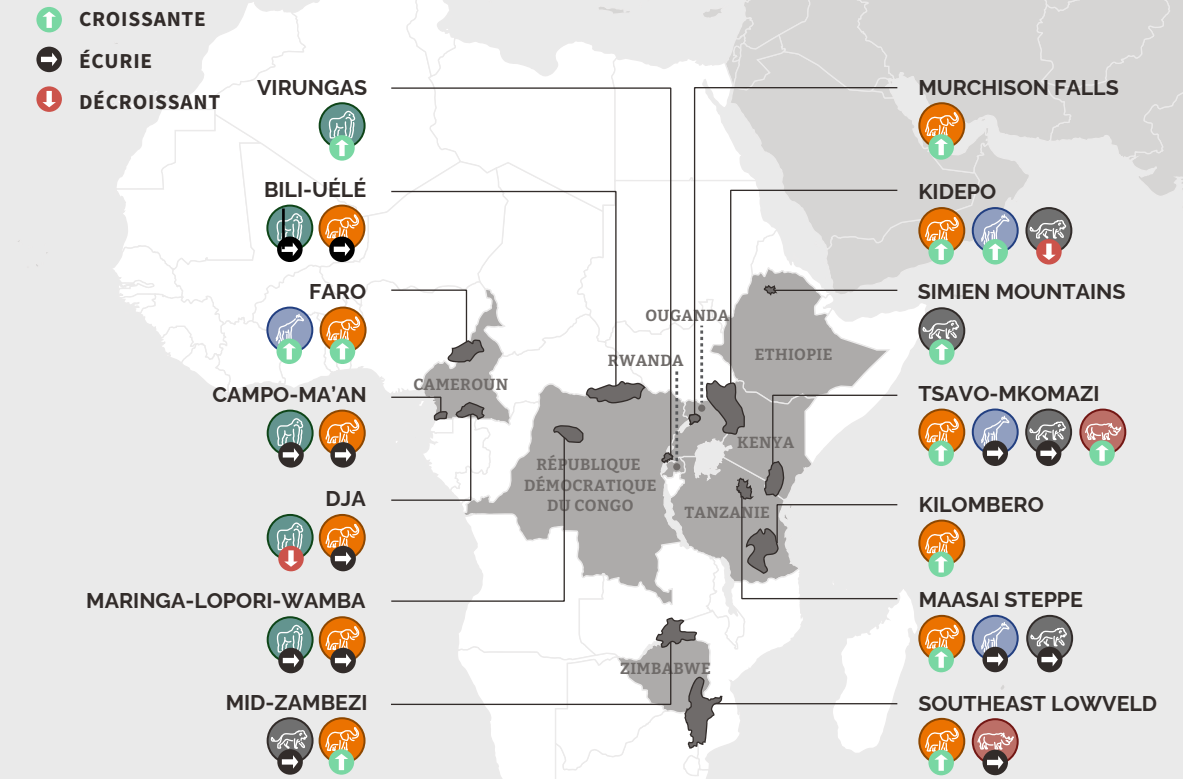 CROISSANTE
ÉCURIE
DÉCROISSANT
VIRUNGAS
BILI-UÉLÉ
FARO
CAMPO-MA’AN
DJA
MARINGA-LOPORI-WAMBA
MID-ZAMBEZI
OUGANDA
RWANDA
ETHIOPIE
CAMEROUN
KENYA
RÉPUBLIQUE
DÉMOCRATIQUE
DU CONGO
TANZANIE
ZIMBABWE
MURCHISON FALLS
KIDEPO
SIMIEN MOUNTAINS
TSAVO-MKOMAZI
KILOMBERO
MAASAI STEPPE
SOUTHEAST LOWVELD